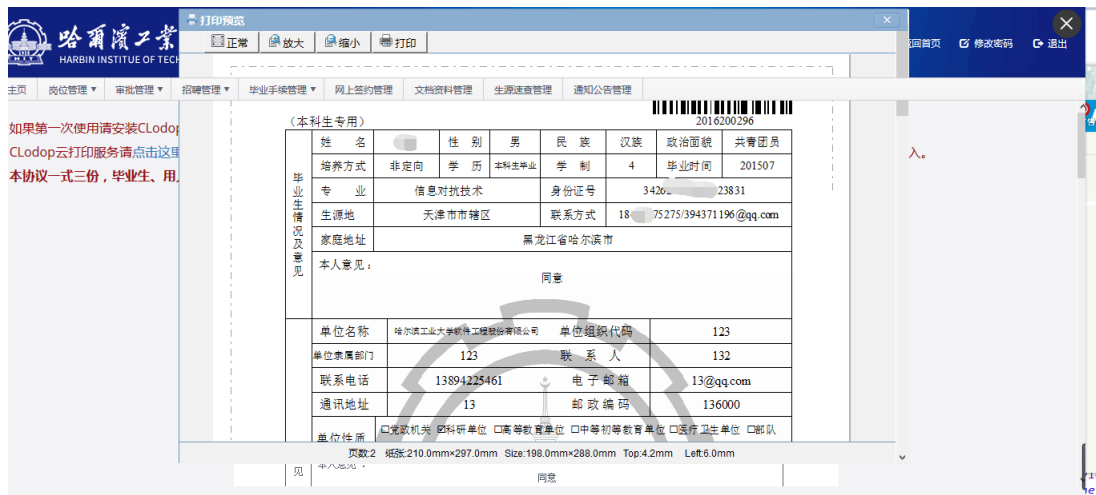 哈爾濱工業
HARBIN INSTITUE OF TECH
打印预览
正常 放大 缩小 打印
返回首页 修改密码 退出
主页 岗位管理 审批管理 招聘管理 毕业手续管理 网上签约管理 文档资料管理 生源速查管理 通知公告管理
如果第一次使用请安装CLodop
CLodop云打印服务请点击这里
入。
本协议一式三份，毕业生、用人
(本科生专用)
2016200296
毕业生情况及意见
姓 名 性 别 男 民 族 汉族 政治面貌 共青团员
培养方式 非定向 学 历 本科生毕业 学 制 4 毕业时间 201507
专 业 信息对抗技术 身份证号 3426 23831
生源地 天津市市辖区 联系方式 18 75275/394371196@qq.com
家庭地址 黑龙江省哈尔滨市
本人意见：
同意
单位名称 哈尔滨工业大学软件工程股份有限公司 单位组织代码 123
单位隶属部门 123 联 系 人 132
联系电话 13894225461 电子邮箱 13@qq.com
通讯地址 13 邮政编码 136000
单位性质 □党政机关 ☑科研单位 □高等教育单位 □中等初等教育单位 □医疗卫生单位 □部队
页数:2 纸张:210.0mm×297.0mm Size:198.0mm×288.0mm Top:4.2mm Left:6.0mm
见 本人意见：
同意